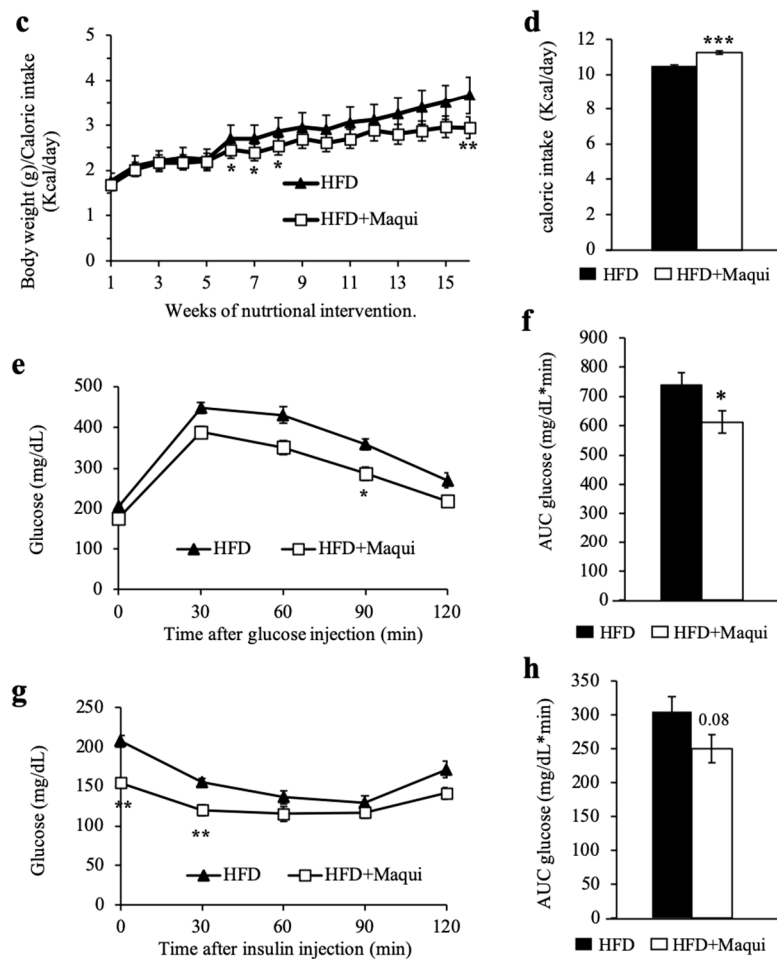 c
Body weight (g)/Caloric intake
(Kcal/day)
5
4
3
2
1
0
* * *
**
HFD
HFD+Maqui
1 3 5 7 9 11 13 15
Weeks of nutrtional intervention.
d
caloric intake (Kcal/day)
12
10
8
6
4
2
0
***
HFD HFD+Maqui
e
Glucose (mg/dL)
500
400
300
200
100
0
*
HFD HFD+Maqui
0 30 60 90 120
Time after glucose injection (min)
f
AUC glucose (mg/dL*min)
900
800
700
600
500
400
300
200
100
0
*
HFD HFD+Maqui
g
Glucose (mg/dL)
250
200
150
100
50
0
**
**
HFD HFD+Maqui
0 30 60 90 120
Time after insulin injection (min)
h
AUC glucose (mg/dL*min)
350
300
250
200
150
100
50
0
0.08
HFD HFD+Maqui